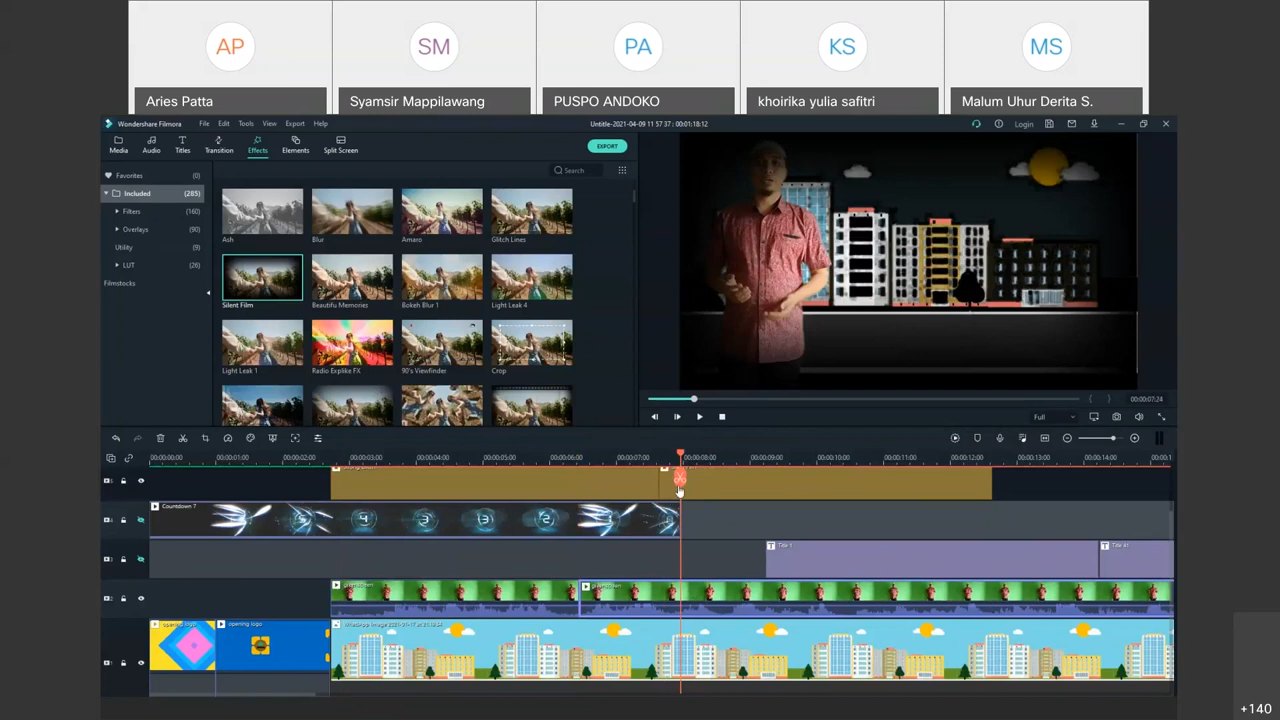 AP
SM
PA
KS
MS
Aries Patta
Syamsir Mappilawang
PUSPO ANDOKO
khoirika yulia safitri
Malum Uhur Derita S.
Wondershare Filmora
File
Edit
Tools
View
Export
Help
Untitle-2021-04-09 11 57 37 : 00:01:18:12
Login
Media
Audio
Titles
Transition
Effects
Elements
Split Screen
EXPORT
Favorites (0)
Included (285)
Filters (160)
Overlays (90)
Utility (9)
LUT (26)
Filmstocks
Search
Ash
Blur
Amaro
Glitch Lines
Silent Film
Beautifu Memories
Bokeh Blur 1
Light Leak 4
Light Leak 1
Radio Explike FX
90's Viewfinder
Crop
00:00:07:24
Full
00:00:00:00
00:00:01:00
00:00:02:00
00:00:03:00
00:00:04:00
00:00:05:00
00:00:06:00
00:00:07:00
00:00:08:00
00:00:09:00
00:00:10:00
00:00:11:00
00:00:12:00
00:00:13:00
00:00:14:00
Countdown 7
5
4
3
2
T Title 1
T Title 41
opening logo
opening logo
+140